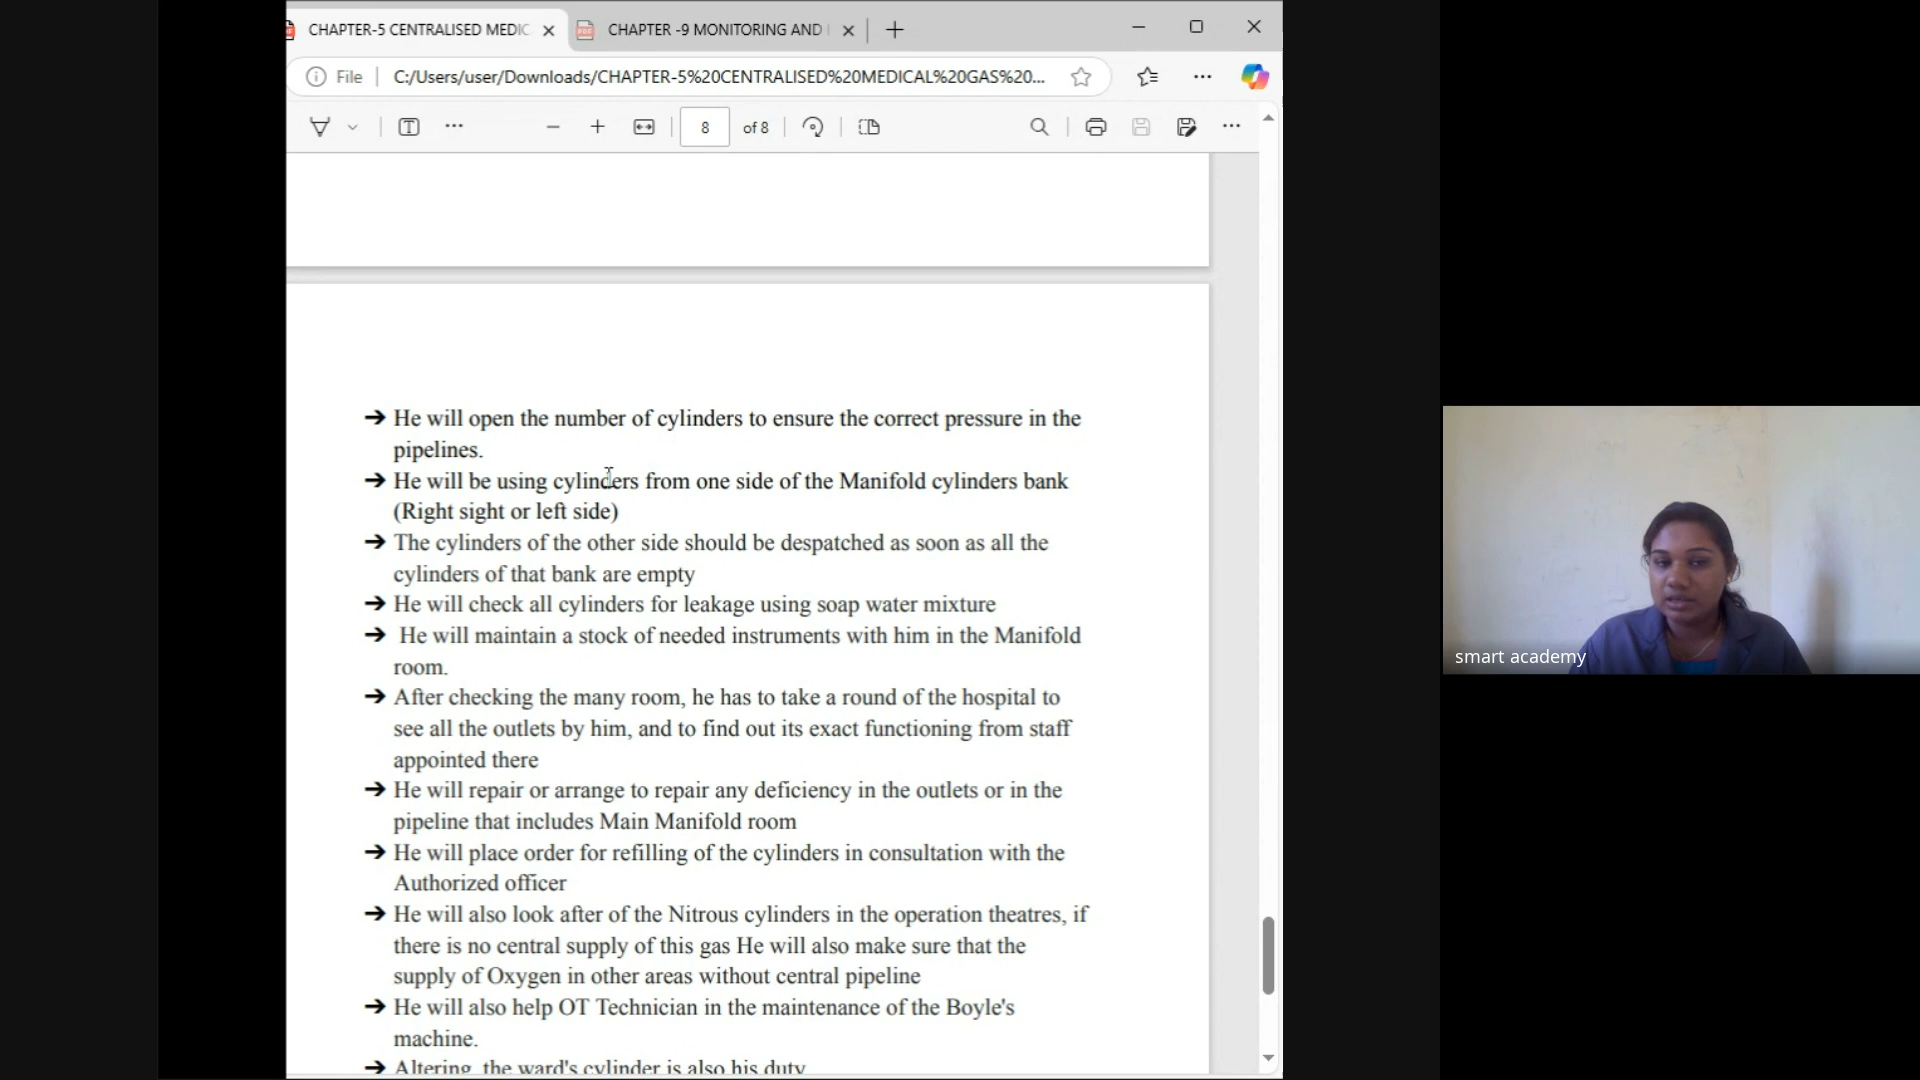 CHAPTER-5 CENTRALISED MEDIC
CHAPTER -9 MONITORING AND
File
C:/Users/user/Downloads/CHAPTER-5%20CENTRALISED%20MEDICAL%20GAS%20...
8 of 8
➔ He will open the number of cylinders to ensure the correct pressure in the
pipelines.
➔ He will be using cylinders from one side of the Manifold cylinders bank
(Right sight or left side)
➔ The cylinders of the other side should be despatched as soon as all the
cylinders of that bank are empty
➔ He will check all cylinders for leakage using soap water mixture
➔ He will maintain a stock of needed instruments with him in the Manifold
room.
➔ After checking the many room, he has to take a round of the hospital to
see all the outlets by him, and to find out its exact functioning from staff
appointed there
➔ He will repair or arrange to repair any deficiency in the outlets or in the
pipeline that includes Main Manifold room
➔ He will place order for refilling of the cylinders in consultation with the
Authorized officer
➔ He will also look after of the Nitrous cylinders in the operation theatres, if
there is no central supply of this gas He will also make sure that the
supply of Oxygen in other areas without central pipeline
➔ He will also help OT Technician in the maintenance of the Boyle's
machine.
➔ Altering the ward's cylinder is also his duty
smart academy